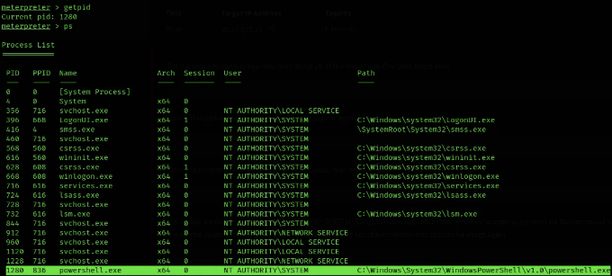 meterpreter > getpid
Current pid: 1280
meterpreter > ps
Process List
PID PPID Name Arch Session User Path
0 0 [System Process]
4 0 System x64 0
356 716 svchost.exe x64 0 NT AUTHORITY\LOCAL SERVICE
396 668 LogonUI.exe x64 1 NT AUTHORITY\SYSTEM C:\Windows\system32\LogonUI.exe
416 4 smss.exe x64 0 NT AUTHORITY\SYSTEM \SystemRoot\System32\smss.exe
460 716 svchost.exe x64 0 NT AUTHORITY\SYSTEM
568 560 csrss.exe x64 0 NT AUTHORITY\SYSTEM C:\Windows\system32\csrss.exe
616 560 wininit.exe x64 0 NT AUTHORITY\SYSTEM C:\Windows\system32\wininit.exe
628 608 csrss.exe x64 1 NT AUTHORITY\SYSTEM C:\Windows\system32\csrss.exe
668 608 winlogon.exe x64 1 NT AUTHORITY\SYSTEM C:\Windows\system32\winlogon.exe
716 616 services.exe x64 0 NT AUTHORITY\SYSTEM C:\Windows\system32\services.exe
724 616 lsass.exe x64 0 NT AUTHORITY\SYSTEM C:\Windows\system32\lsass.exe
728 716 svchost.exe x64 0 NT AUTHORITY\SYSTEM
732 616 lsm.exe x64 0 NT AUTHORITY\SYSTEM C:\Windows\system32\lsm.exe
844 716 svchost.exe x64 0 NT AUTHORITY\SYSTEM
912 716 svchost.exe x64 0 NT AUTHORITY\NETWORK SERVICE
960 716 svchost.exe x64 0 NT AUTHORITY\LOCAL SERVICE
1120 716 svchost.exe x64 0 NT AUTHORITY\LOCAL SERVICE
1228 716 svchost.exe x64 0 NT AUTHORITY\NETWORK SERVICE
1280 836 powershell.exe x64 0 NT AUTHORITY\SYSTEM C:\Windows\System32\WindowsPowerShell\v1.0\powershell.exe